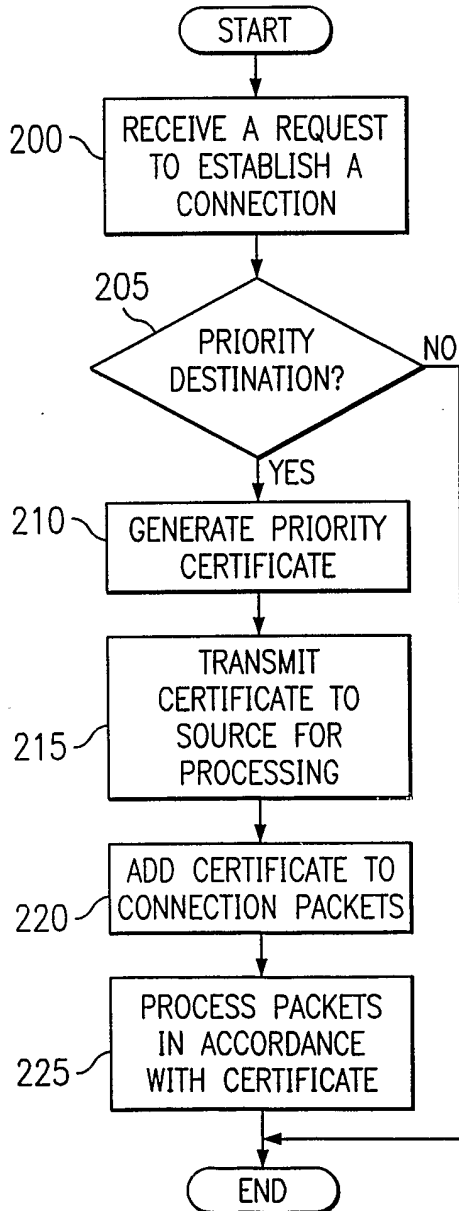 START
200
RECEIVE A REQUEST
TO ESTABLISH A
CONNECTION
205
PRIORITY
DESTINATION?
NO
YES
210
GENERATE PRIORITY
CERTIFICATE
215
TRANSMIT
CERTIFICATE TO
SOURCE FOR
PROCESSING
220
ADD CERTIFICATE TO
CONNECTION PACKETS
225
PROCESS PACKETS
IN ACCORDANCE
WITH CERTIFICATE
END